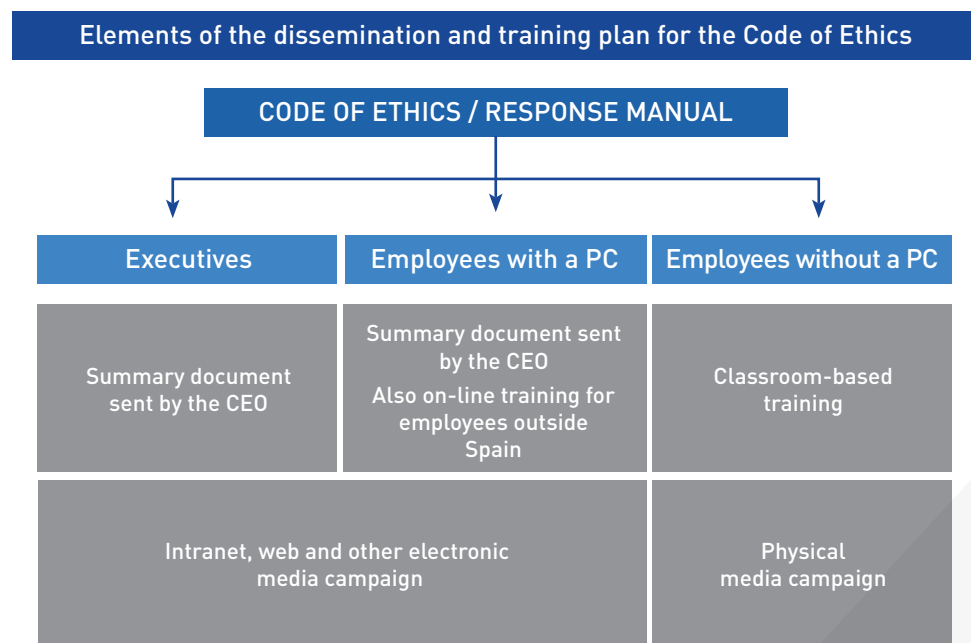 Elements of the dissemination and training plan for the Code of Ethics
CODE OF ETHICS / RESPONSE MANUAL
Executives
Employees with a PC
Employees without a PC
Summary document
sent by the CEO
Summary document sent
by the CEO
Also on-line training for
employees outside
Spain
Classroom-based
training
Intranet, web and other electronic
media campaign
Physical
media campaign